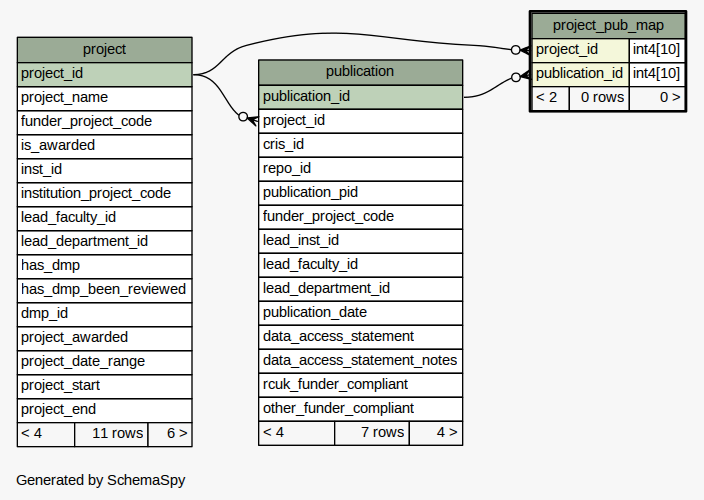 project
project_id
project_name
funder_project_code
is_awarded
inst_id
institution_project_code
lead_faculty_id
lead_department_id
has_dmp
has_dmp_been_reviewed
dmp_id
project_awarded
project_date_range
project_start
project_end
< 4 11 rows 6 >
publication
publication_id
project_id
cris_id
repo_id
publication_pid
funder_project_code
lead_inst_id
lead_faculty_id
lead_department_id
publication_date
data_access_statement
data_access_statement_notes
rcuk_funder_compliant
other_funder_compliant
< 4 7 rows 4 >
project_pub_map
project_id int4[10]
publication_id int4[10]
< 2 0 rows 0 >
Generated by SchemaSpy